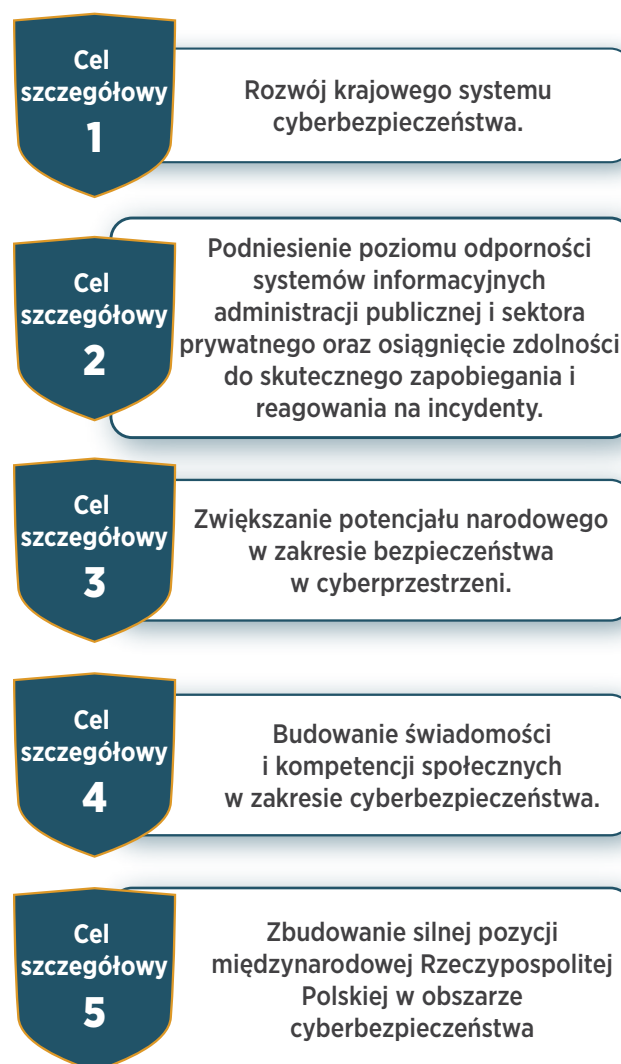 Cel
szczegółowy
1
Rozwój krajowego systemu
cyberbezpieczeństwa.
Cel
szczegółowy
2
Podniesienie poziomu odporności
systemów informacyjnych
administracji publicznej i sektora
prywatnego oraz osiągnięcie zdolności
do skutecznego zapobiegania i
reagowania na incydenty.
Cel
szczegółowy
3
Zwiększanie potencjału narodowego
w zakresie bezpieczeństwa
w cyberprzestrzeni.
Cel
szczegółowy
4
Budowanie świadomości
i kompetencji społecznych
w zakresie cyberbezpieczeństwa.
Cel
szczegółowy
5
Zbudowanie silnej pozycji
międzynarodowej Rzeczypospolitej
Polskiej w obszarze
cyberbezpieczeństwa